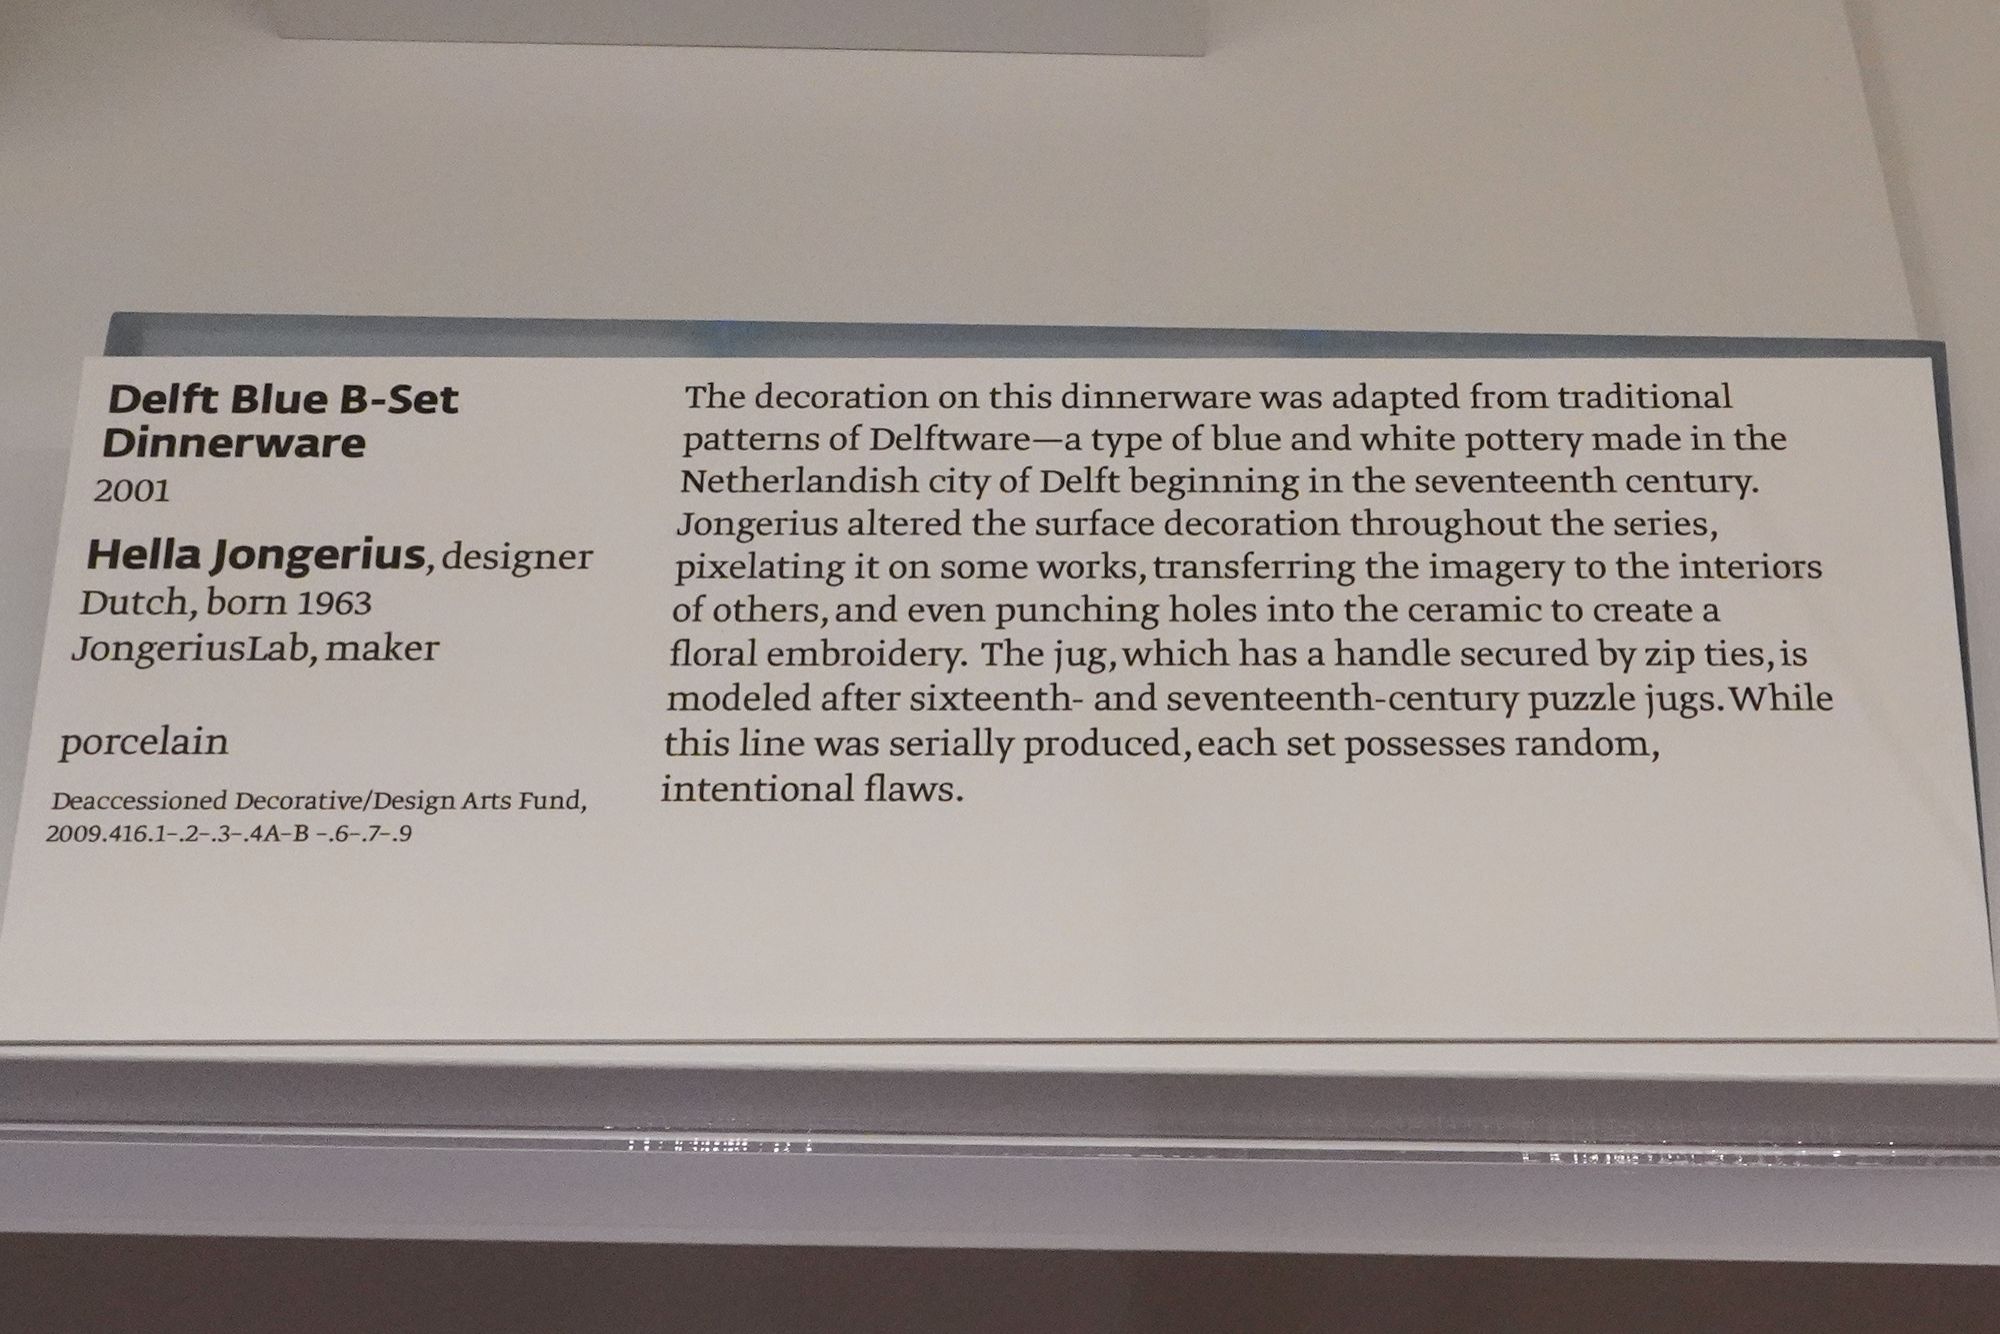 Delft Blue B-Set
Dinnerware
2001
Hella Jongerius, designer
Dutch, born 1963
JongeriusLab, maker
porcelain
Deaccessioned Decorative/Design Arts Fund,
2009.416.1-.2-.3-.4A-B -.6-.7-.9
The decoration on this dinnerware was adapted from traditional
patterns of Delftware—a type of blue and white pottery made in the
Netherlandish city of Delft beginning in the seventeenth century.
Jongerius altered the surface decoration throughout the series,
pixelating it on some works, transferring the imagery to the interiors
of others, and even punching holes into the ceramic to create a
floral embroidery. The jug, which has a handle secured by zip ties, is
modeled after sixteenth- and seventeenth-century puzzle jugs. While
this line was serially produced, each set possesses random,
intentional flaws.